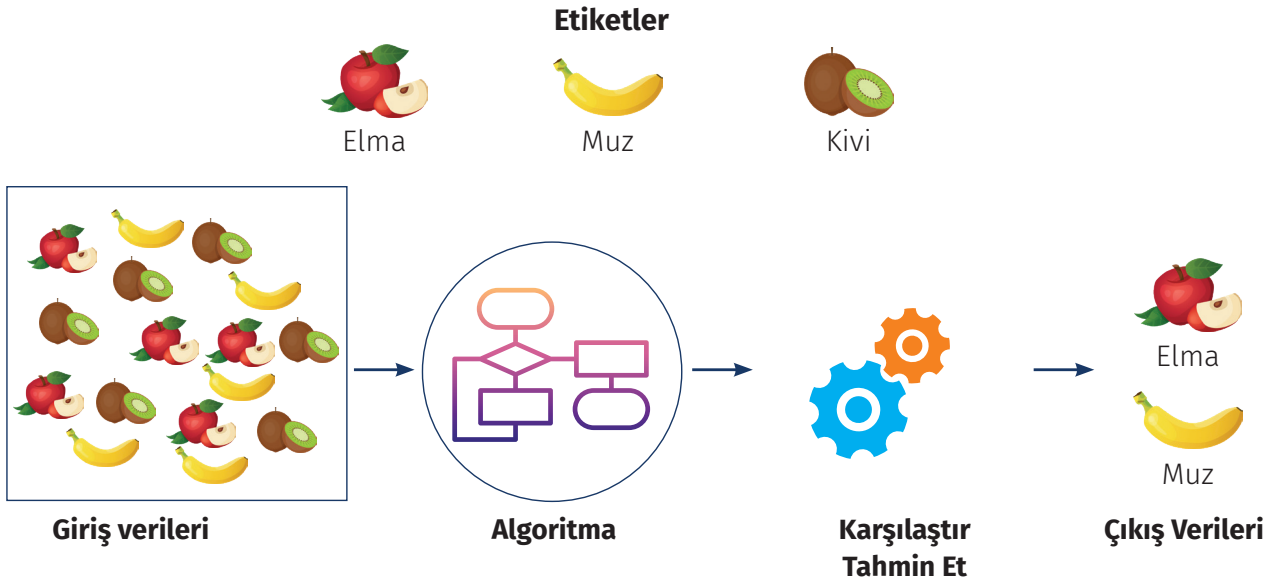 Etiketler
Elma
Muz
Kivi
Elma
Muz
Giriş verileri
Algoritma
Karşılaştır
Tahmin Et
Çıkış Verileri